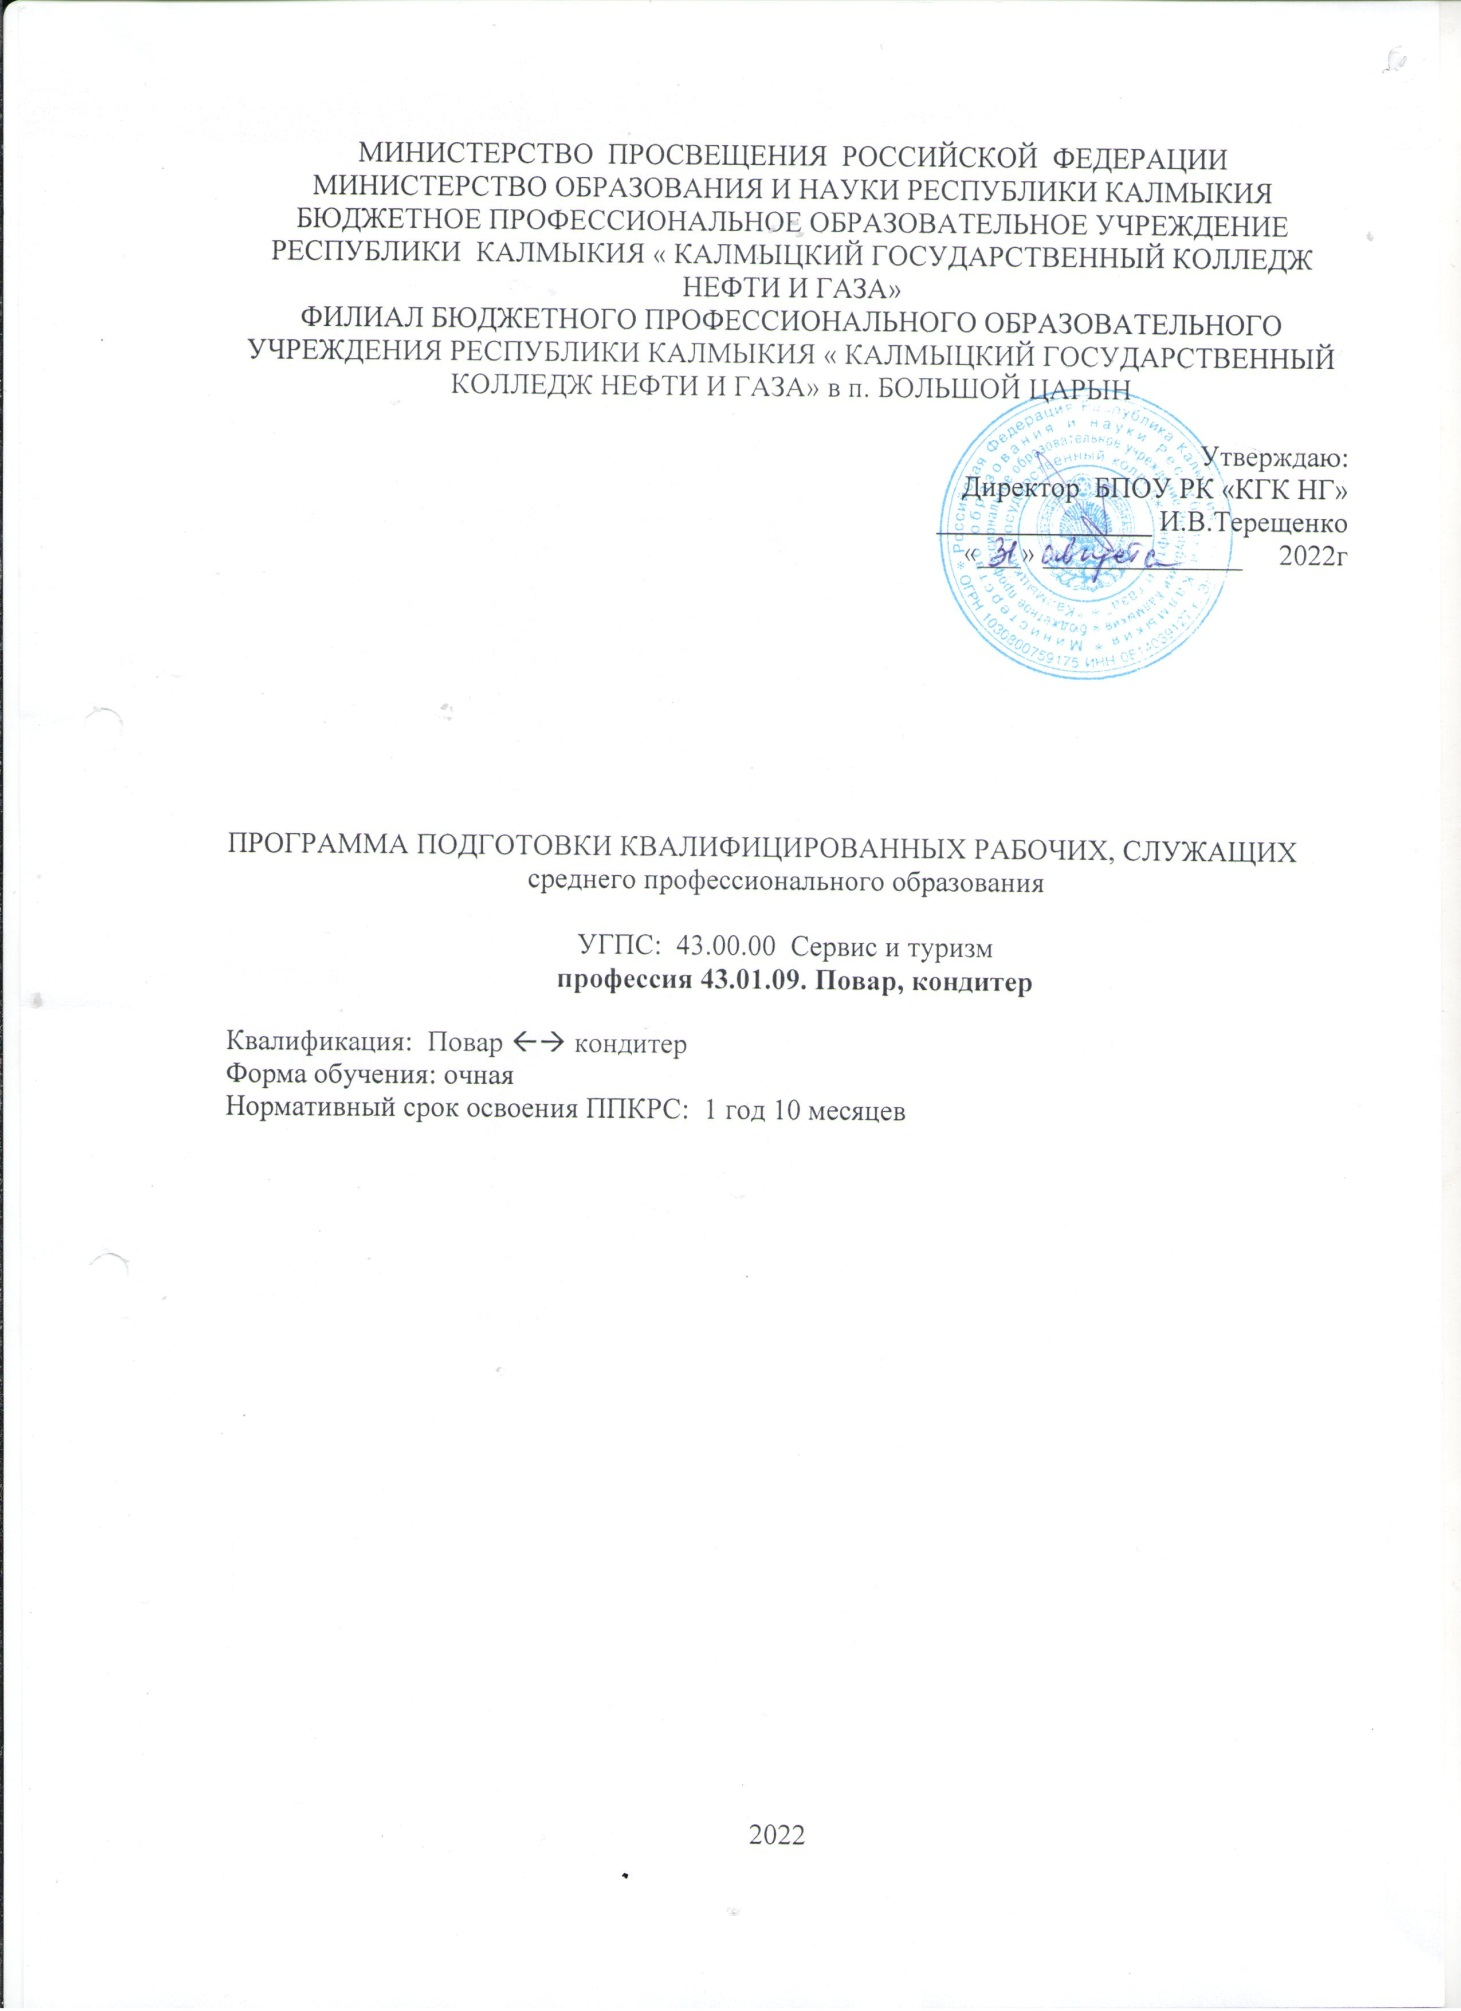 МИНИСТЕРСТВО ПРОСВЕЩЕНИЯ РОССИЙСКОЙ ФЕДЕРАЦИИ
МИНИСТЕРСТВО ОБРАЗОВАНИЯ И НАУКИ РЕСПУБЛИКИ КАЛМЫКИЯ
БЮДЖЕТНОЕ ПРОФЕССИОНАЛЬНОЕ ОБРАЗОВАТЕЛЬНОЕ УЧРЕЖДЕНИЕ
РЕСПУБЛИКИ КАЛМЫКИЯ « КАЛМЫЦКИЙ ГОСУДАРСТВЕННЫЙ КОЛЛЕДЖ
НЕФТИ И ГАЗА»
ФИЛИАЛ БЮДЖЕТНОГО ПРОФЕССИОНАЛЬНОГО ОБРАЗОВАТЕЛЬНОГО
УЧРЕЖДЕНИЯ РЕСПУБЛИКИ КАЛМЫКИЯ « КАЛМЫЦКИЙ ГОСУДАРСТВЕННЫЙ
КОЛЛЕДЖ НЕФТИ И ГАЗА» в п. БОЛЬШОЙ ЦАРЫН
Утверждаю:
Директор БПОУ РК «КГК НГ»
И.В.Терещенко
«31» августа 2022г
ОГРН 1030800759175 ИНН
ПРОГРАММА ПОДГОТОВКИ КВАЛИФИЦИРОВАННЫХ РАБОЧИХ, СЛУЖАЩИХ
среднего профессионального образования
УГПС: 43.00.00 Сервис и туризм
профессия 43.01.09. Повар, кондитер
Квалификация: Повар ←→ кондитер
Форма обучения: очная
Нормативный срок освоения ППКРС: 1 год 10 месяцев
2022